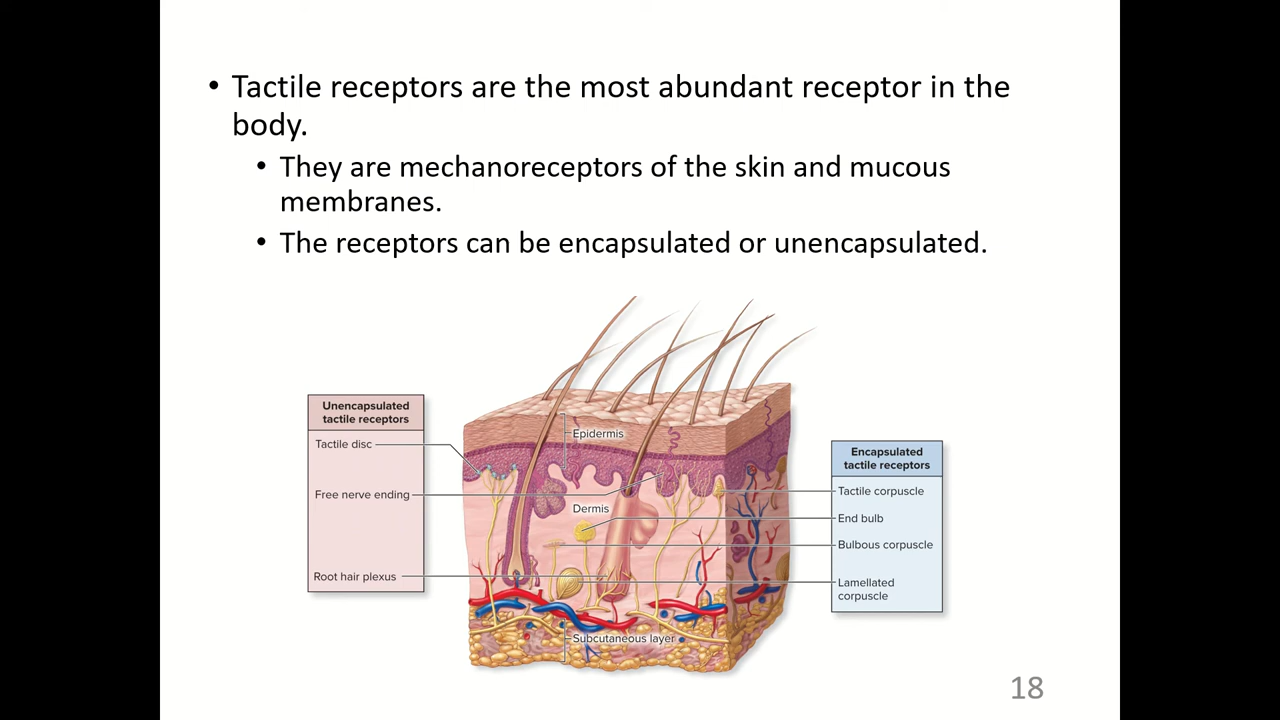 • Tactile receptors are the most abundant receptor in the
body.
• They are mechanoreceptors of the skin and mucous
membranes.
• The receptors can be encapsulated or unencapsulated.
Unencapsulated
tactile receptors
Tactile disc
Free nerve ending
Root hair plexus
Epidermis
Dermis
Subcutaneous layer
Encapsulated
tactile receptors
Tactile corpuscle
End bulb
Bulbous corpuscle
Lamellated
corpuscle
18